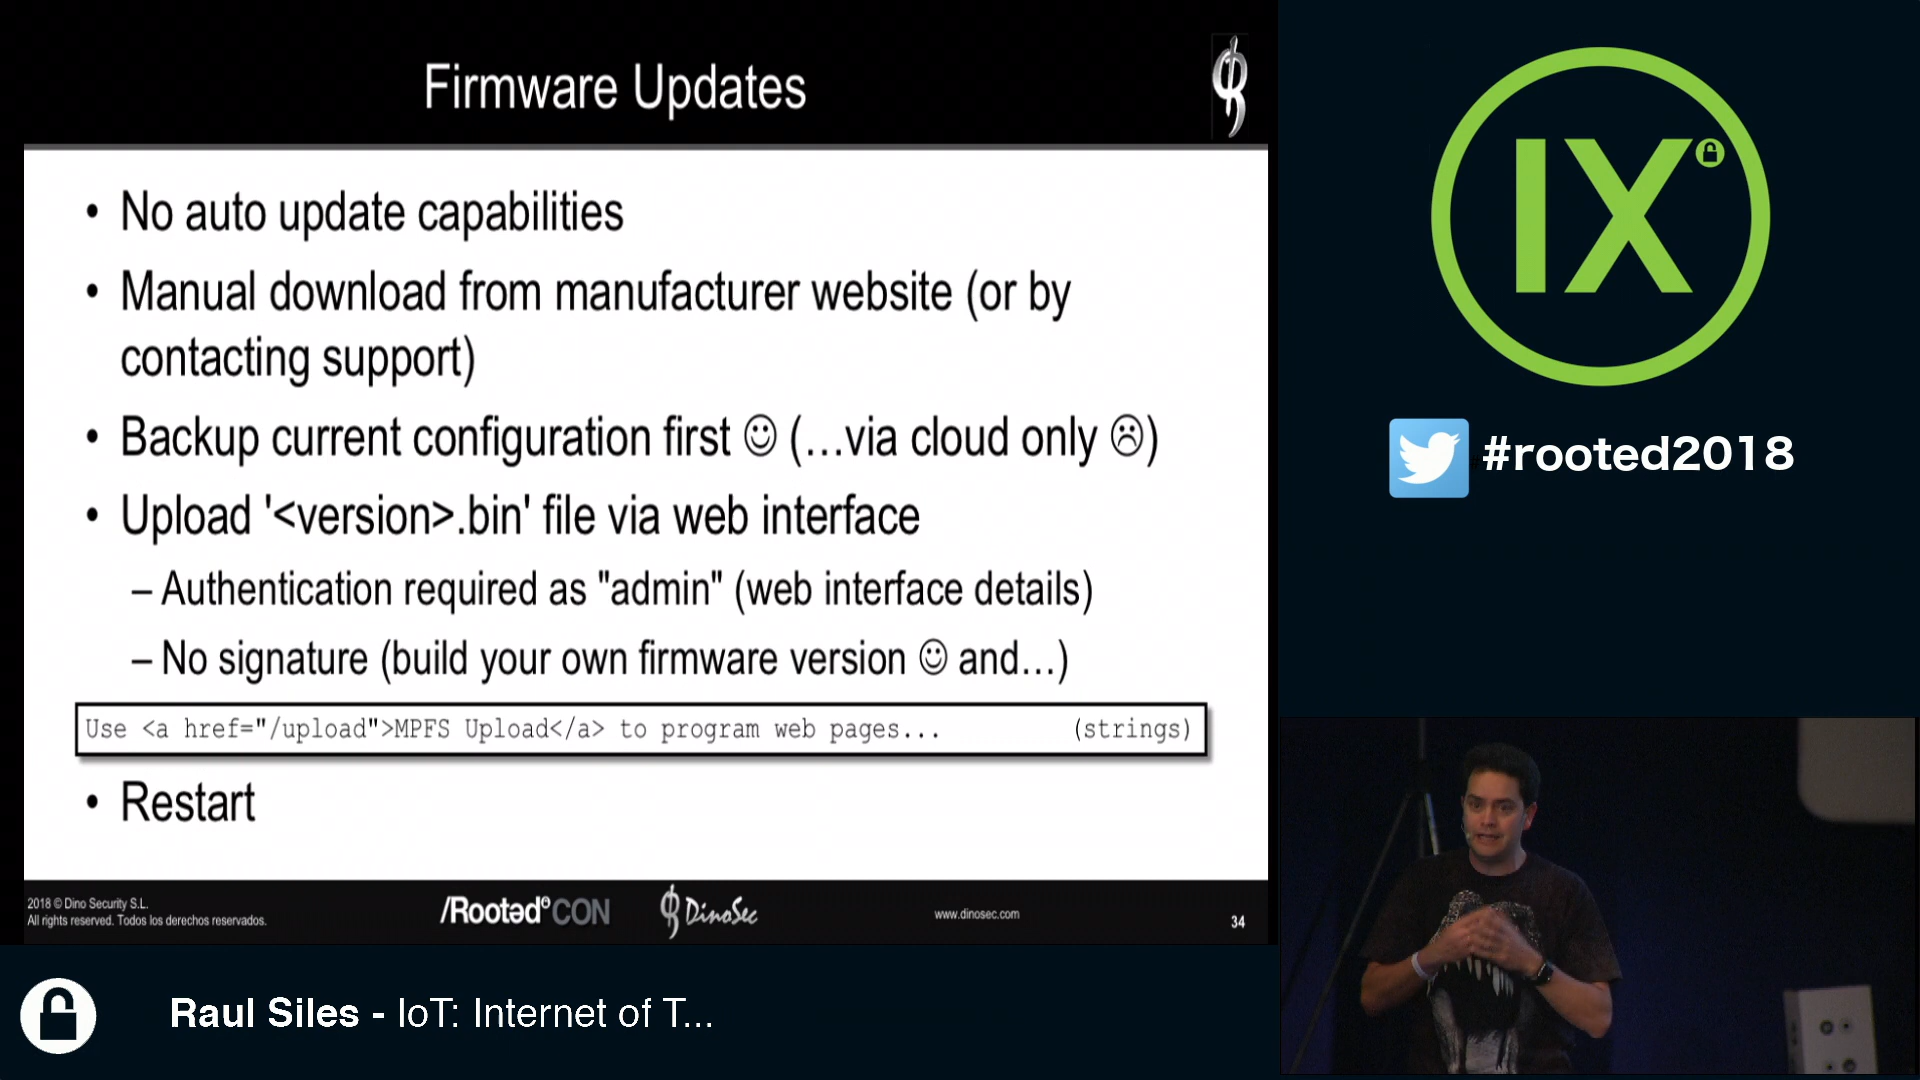 Firmware Updates
• No auto update capabilities
• Manual download from manufacturer website (or by
contacting support)
• Backup current configuration first ☺ (…via cloud only ☹)
• Upload '<version>.bin' file via web interface
– Authentication required as "admin" (web interface details)
– No signature (build your own firmware version ☺ and…)
Use <a href="/upload">MPFS Upload</a> to program web pages... (strings)
• Restart
2018 © Dino Security S.L.
All rights reserved. Todos los derechos reservados.
/RootedCON
DinoSec
www.dinosec.com
34
IX
#rooted2018
Raul Siles - IoT: Internet of T...